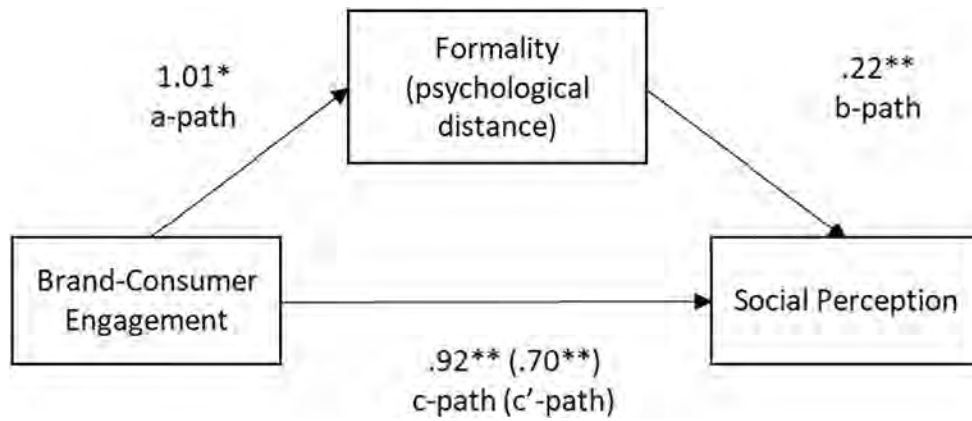 Formality
(psychological
distance)
1.01*
a-path
.22**
b-path
Brand-Consumer
Engagement
Social Perception
.92** (.70**)
c-path (c’-path)